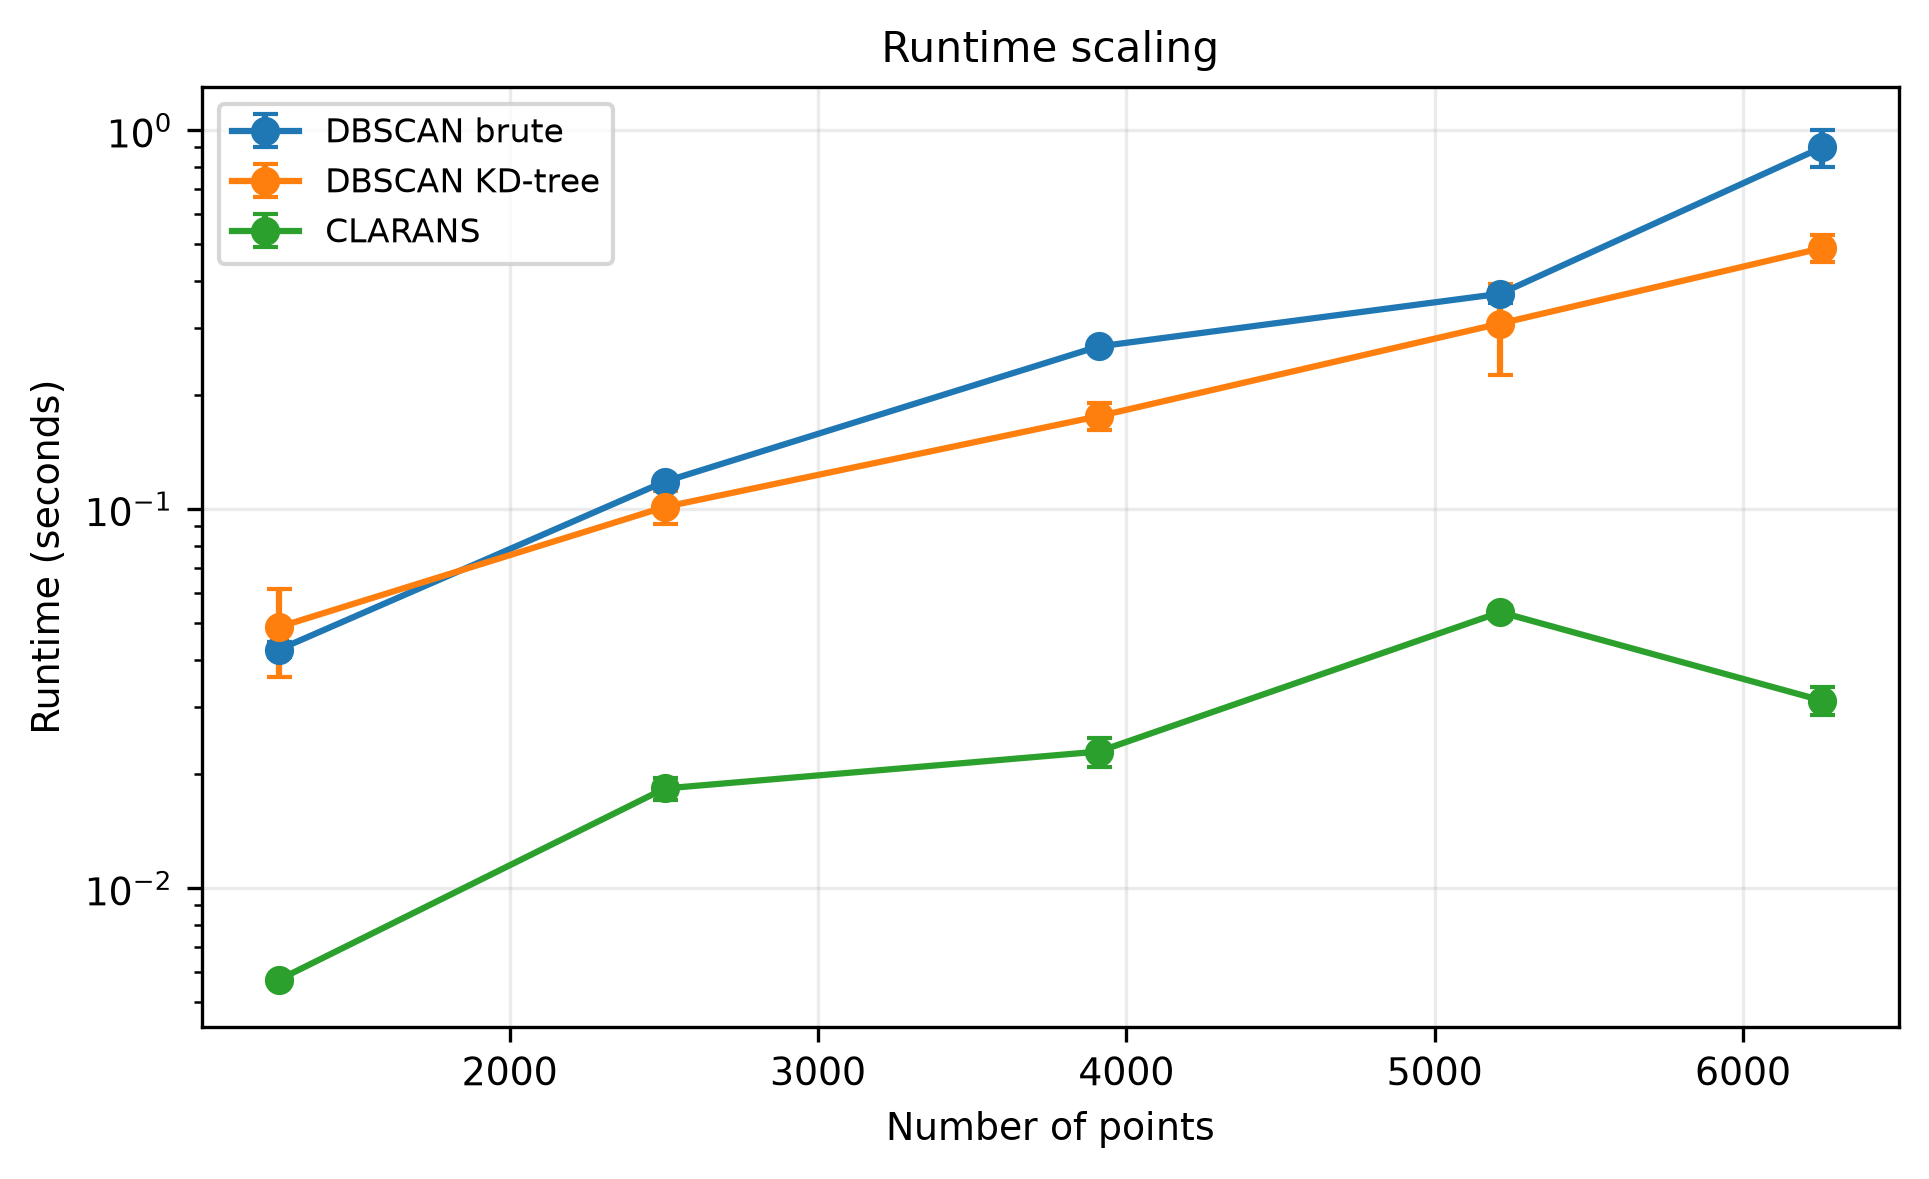 Runtime scaling
10⁰
10⁻¹
10⁻²
Runtime (seconds)
DBSCAN brute
DBSCAN KD-tree
CLARANS
2000 3000 4000 5000 6000
Number of points